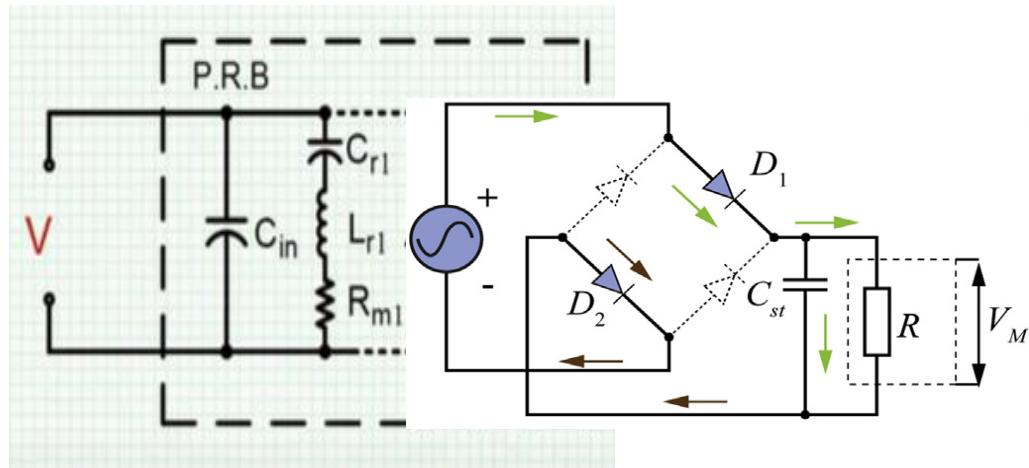 P.R.B
C_r1
V
C_in
L_r1
R_m1
+
-
D_1
D_2
C_st
R
V_M